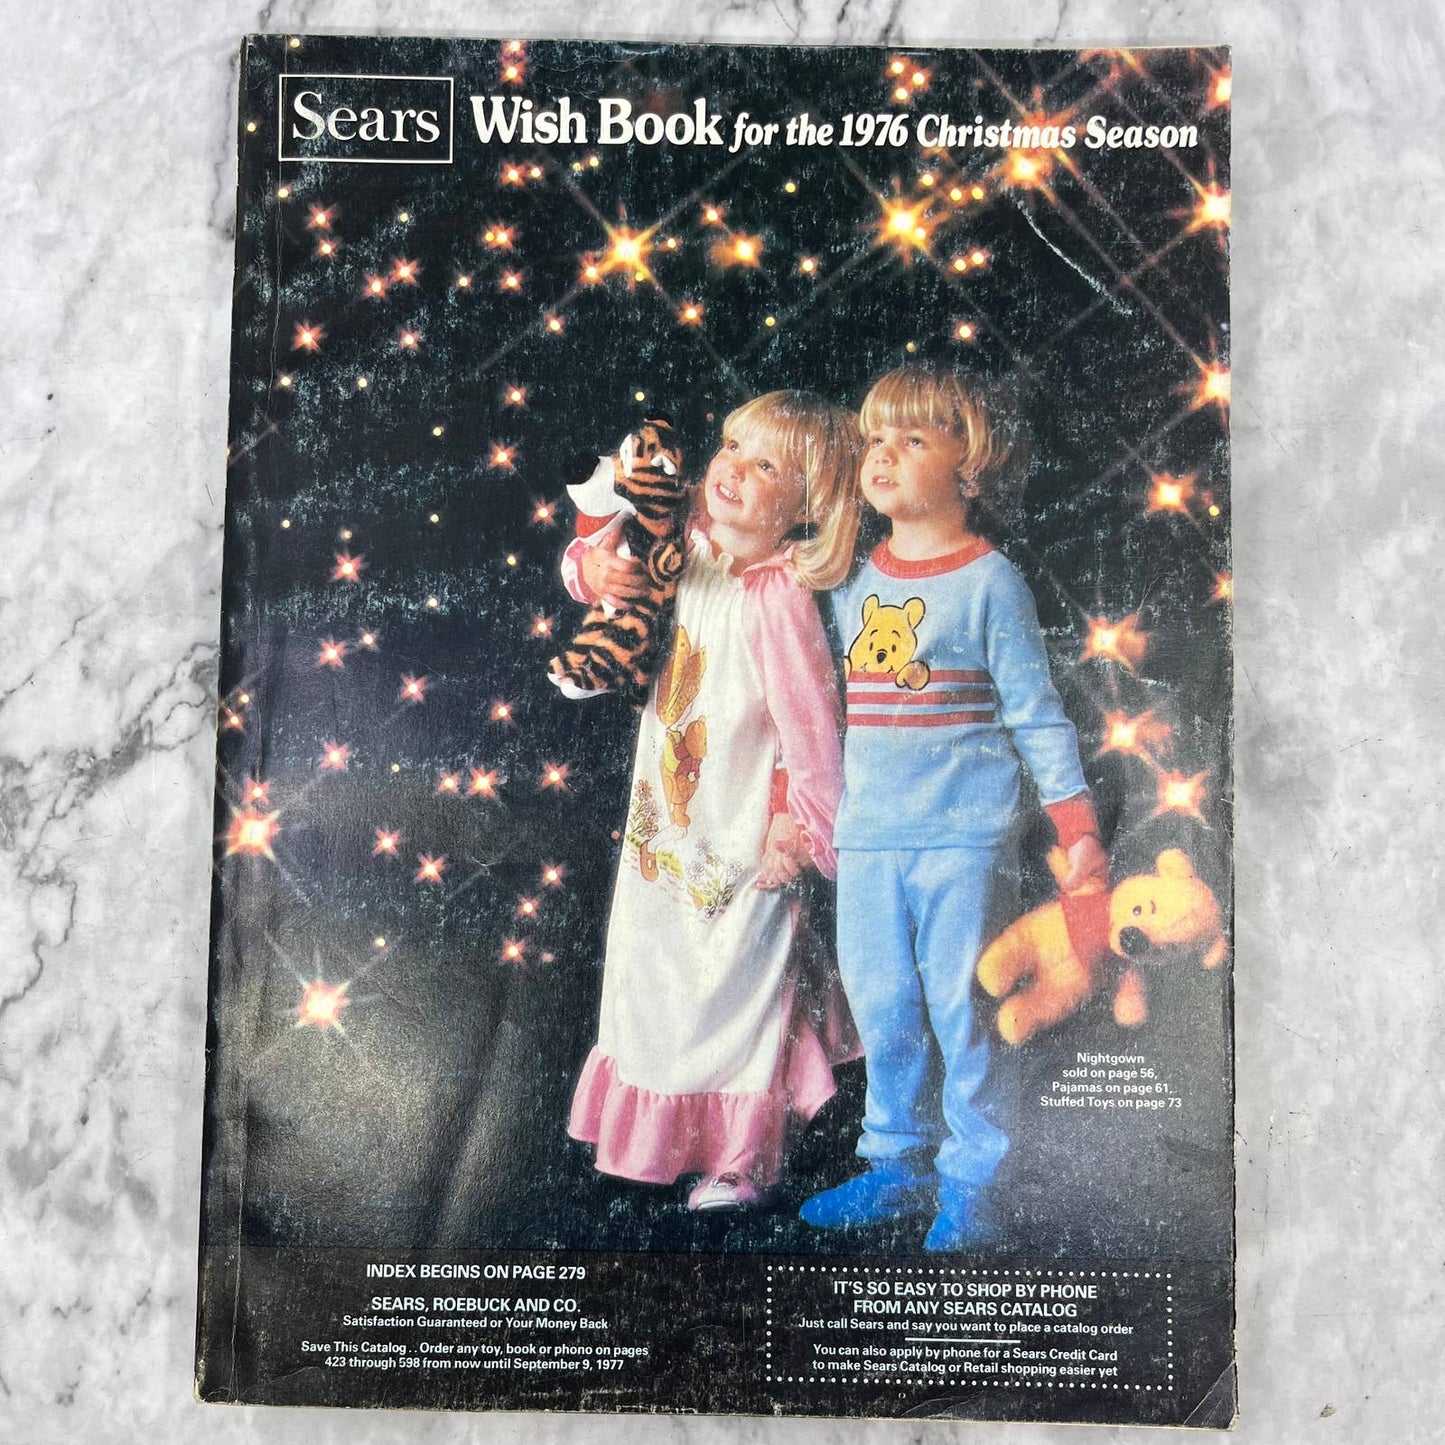 Sears Wish Book for the 1976 Christmas Season
Nightgown
sold on page 56,
Pajamas on page 61,
Stuffed Toys on page 73
INDEX BEGINS ON PAGE 279
SEARS, ROEBUCK AND CO.
Satisfaction Guaranteed or Your Money Back
Save This Catalog . . Order any toy, book or phono on pages
423 through 598 from now until September 9, 1977
IT'S SO EASY TO SHOP BY PHONE
FROM ANY SEARS CATALOG
Just call Sears and say you want to place a catalog order
You can also apply by phone for a Sears Credit Card
to make Sears Catalog or Retail shopping easier yet